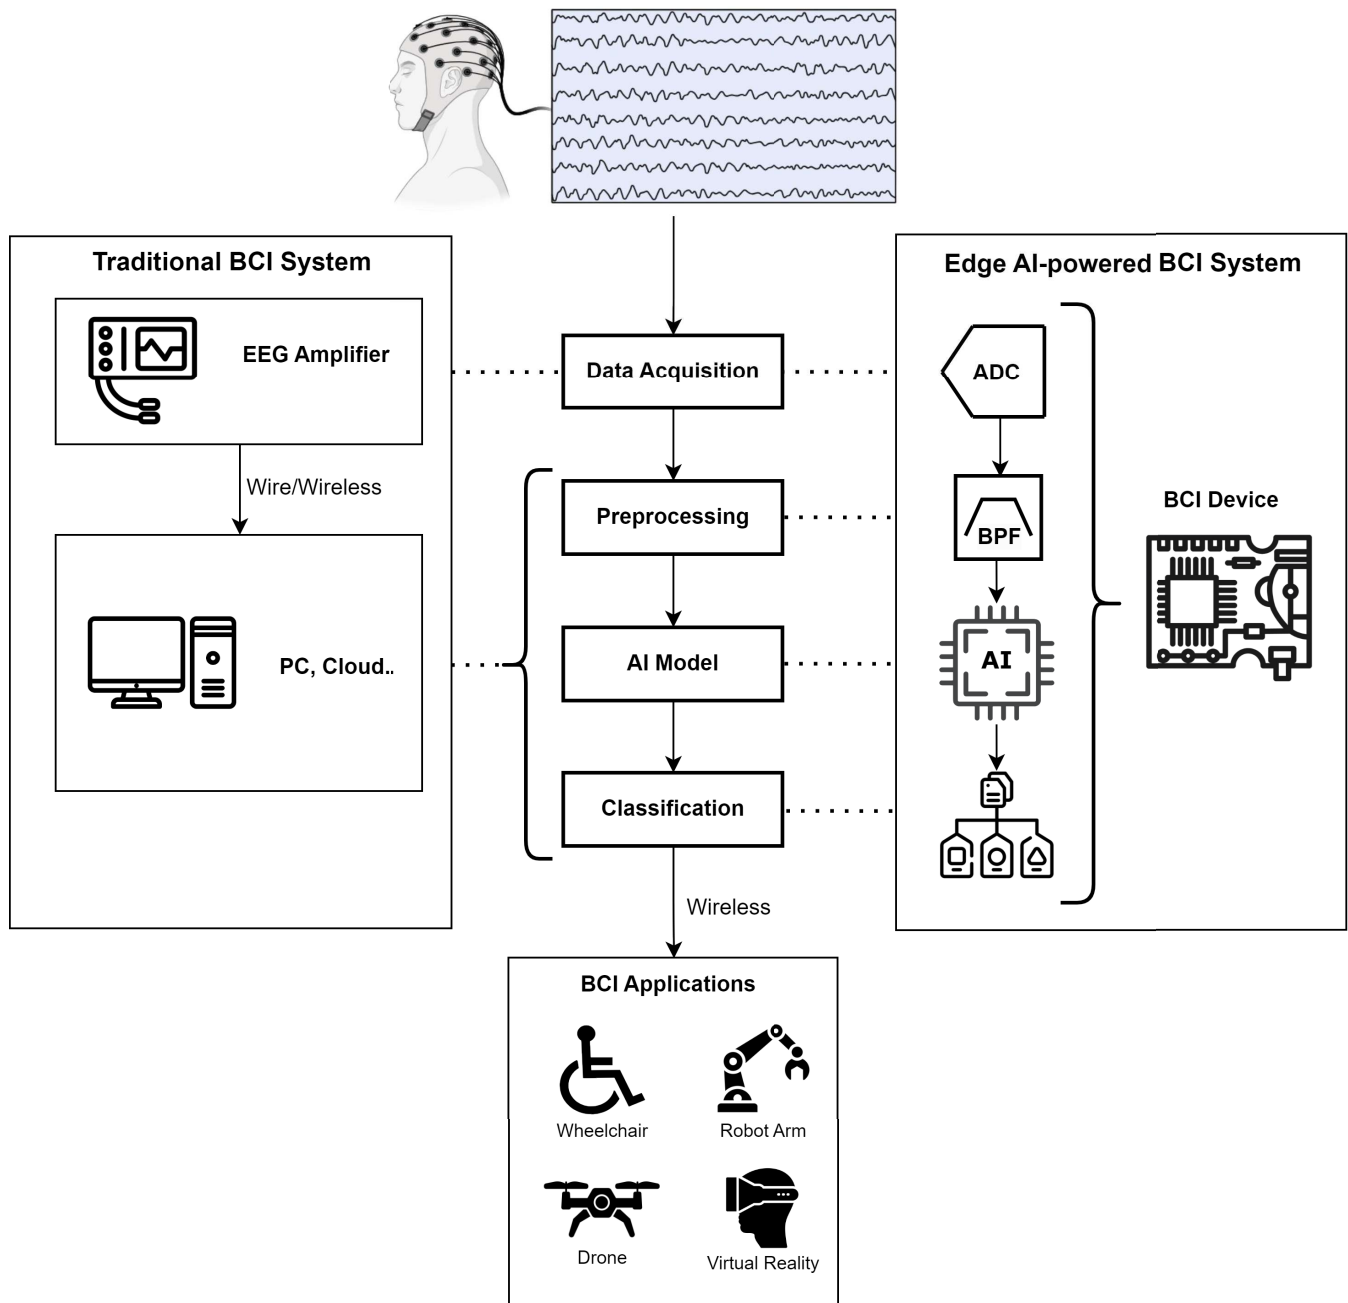 Traditional BCI System
EEG Amplifier
Wire/Wireless
PC, Cloud..
Data Acquisition
Preprocessing
AI Model
Classification
Wireless
Edge AI-powered BCI System
ADC
BPF
AI
BCI Device
BCI Applications
Wheelchair
Robot Arm
Drone
Virtual Reality